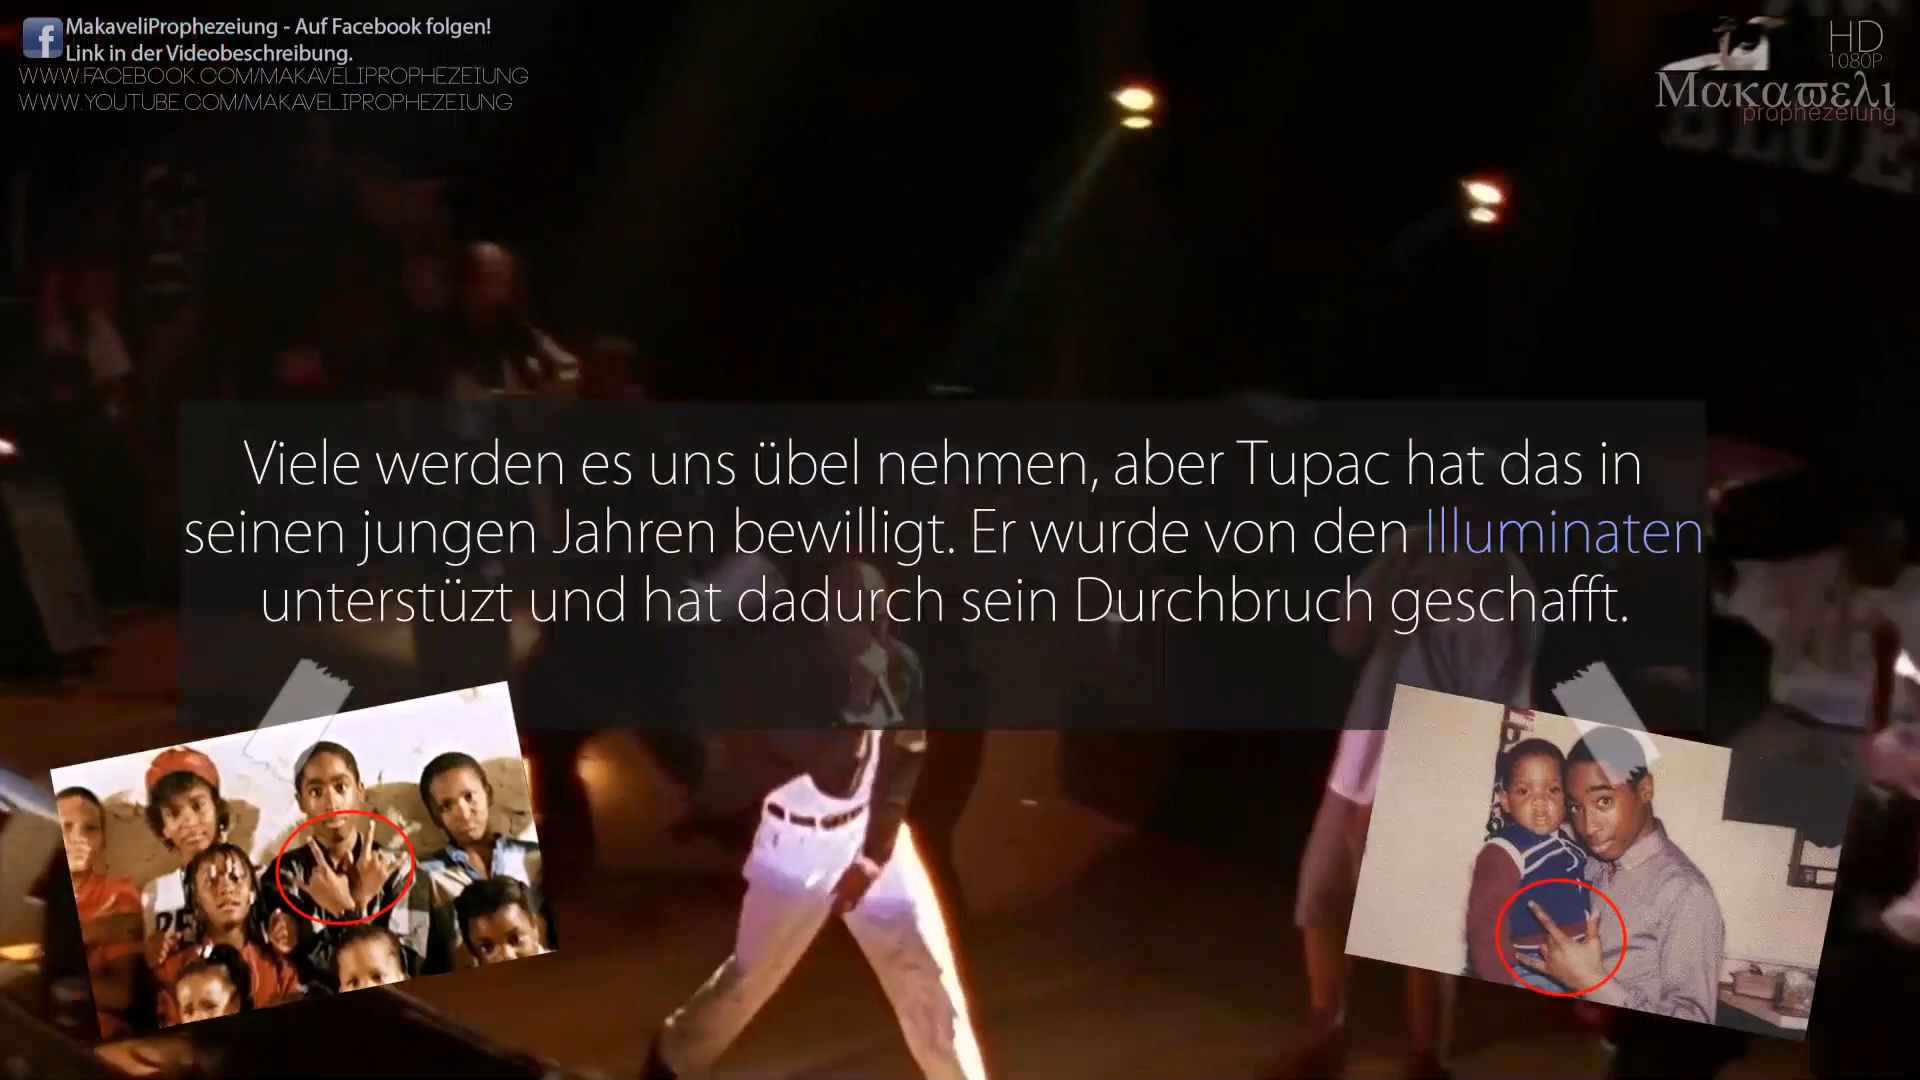 MakaveliProphezeiung - Auf Facebook folgen!
Link in der Videobeschreibung.
WWW.FACEBOOK.COM/MAKAVELIPROPHEZEIUNG
WWW.YOUTUBE.COM/MAKAVELIPROPHEZEIUNG
HD
1080P
Μακαϖελι
prophezeiung
BLUES
Viele werden es uns übel nehmen, aber Tupac hat das in
seinen jungen Jahren bewilligt. Er wurde von den Illuminaten
unterstüzt und hat dadurch sein Durchbruch geschafft.